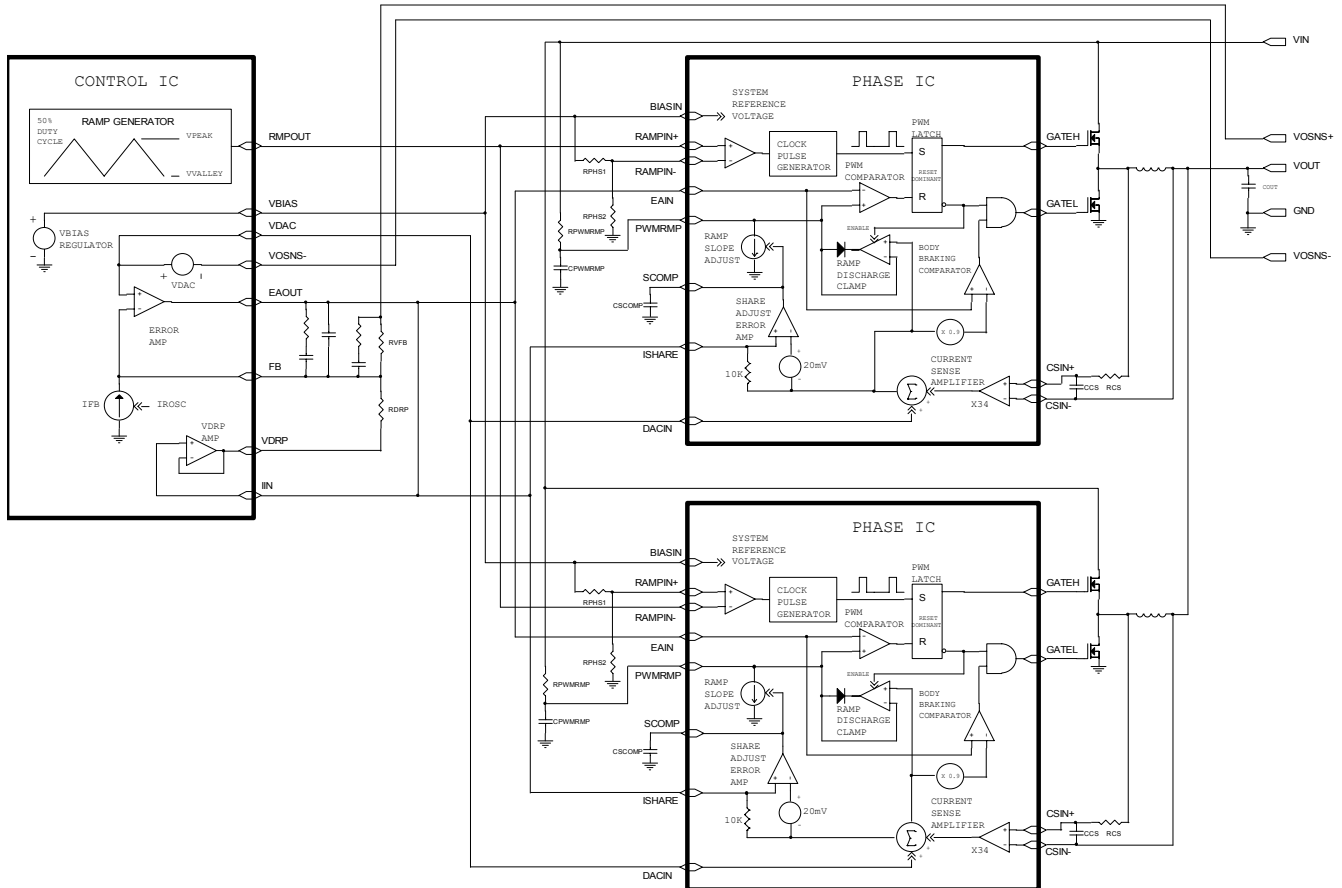 CONTROL IC
50%
DUTY
CYCLE
RAMP GENERATOR
VPEAK
VVALLEY
RMPOUT
VBIAS
+
-
VBIAS
REGULATOR
VDAC
VOSNS-
+
-
VDAC
EAOUT
+
-
ERROR
AMP
FB
IFB
IROSC
VDRP
AMP
+
-
VDRP
IIN
RVFB
RDRP
VIN
VOSNS+
VOUT
COUT
GND
VOSNS-
PHASE IC
BIASIN
SYSTEM
REFERENCE
VOLTAGE
RAMPIN+
RAMPIN-
+
-
CLOCK
PULSE
GENERATOR
PWM
LATCH
S
RESET
DOMINANT
R
GATEH
RPHS1
RPHS2
EAIN
PWM
COMPARATOR
-
+
GATEL
PWMRMP
RPWMRMP
CPWMRMP
RAMP
SLOPE
ADJUST
ENABLE
+
-
RAMP
DISCHARGE
CLAMP
BODY
BRAKING
COMPARATOR
+
-
SCOMP
CSCOMP
SHARE
ADJUST
ERROR
AMP
+
-
X 0.9
ISHARE
10K
+
-
20mV
CURRENT
SENSE
AMPLIFIER
Σ
+
+
X34
+
-
CSIN+
CCS
RCS
CSIN-
DACIN
PHASE IC
BIASIN
SYSTEM
REFERENCE
VOLTAGE
RAMPIN+
RAMPIN-
+
-
CLOCK
PULSE
GENERATOR
PWM
LATCH
S
RESET
DOMINANT
R
GATEH
RPHS1
RPHS2
EAIN
PWM
COMPARATOR
-
+
GATEL
PWMRMP
RPWMRMP
CPWMRMP
RAMP
SLOPE
ADJUST
ENABLE
+
-
RAMP
DISCHARGE
CLAMP
BODY
BRAKING
COMPARATOR
+
-
SCOMP
CSCOMP
SHARE
ADJUST
ERROR
AMP
+
-
X 0.9
ISHARE
10K
+
-
20mV
CURRENT
SENSE
AMPLIFIER
Σ
+
+
X34
+
-
CSIN+
CCS
RCS
CSIN-
DACIN